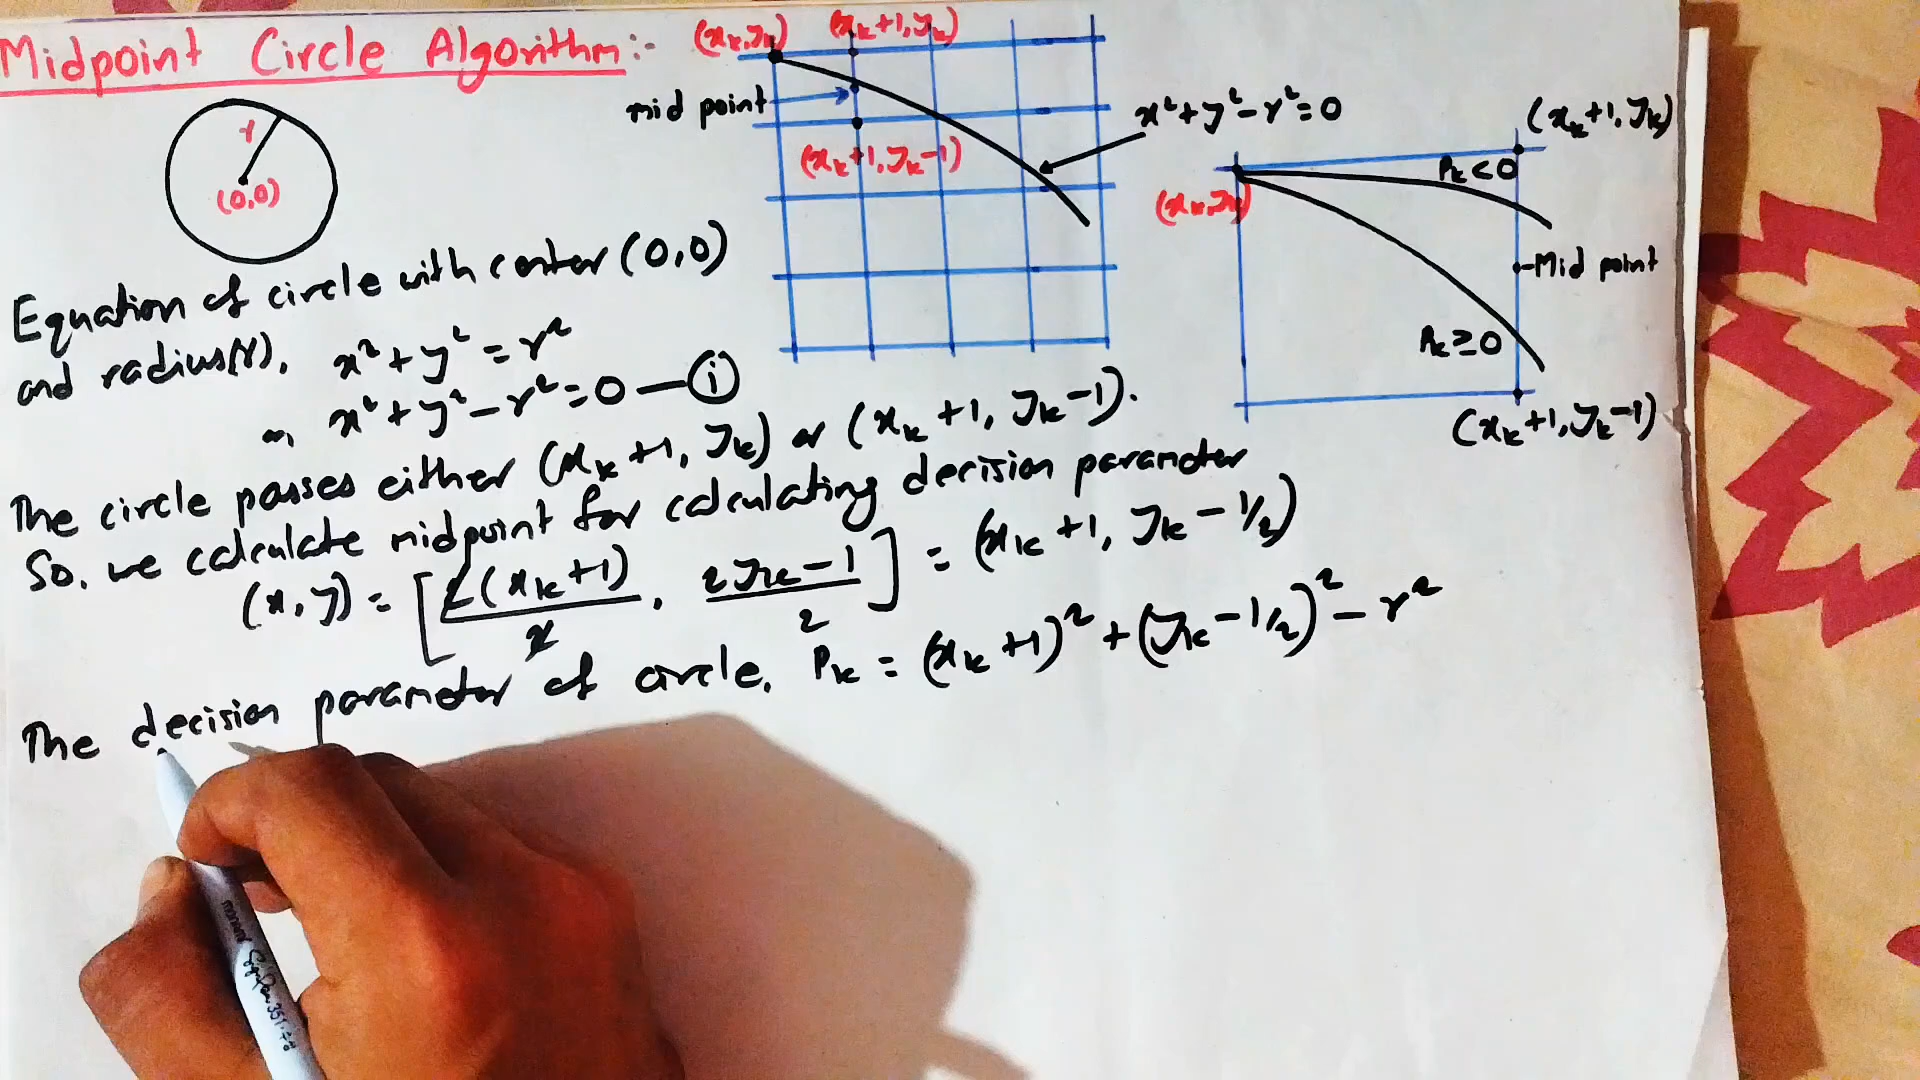 Midpoint Circle Algorithm:-
(xₖ,yₖ)
(xₖ+1,yₖ)
mid point
(xₖ+1,yₖ-1)
x²+y²-r²=0
(xₖ+1,yₖ)
Pₖ<0
(xₖ,yₖ)
Mid point
Pₖ≥0
(xₖ+1,yₖ-1)
r
(0,0)
Equation of circle with center (0,0)
and radius(r), x²+y²=r²
x²+y²-r²=0 — (i)
The circle passes either (xₖ+1, yₖ) or (xₖ+1, yₖ-1).
So, we calculate midpoint for calculating decision parameter
(x,y) = [2(xₖ+1)/2, 2yₖ-1/2] = (xₖ+1, yₖ-1/2)
The decision parameter of circle, Pₖ = (xₖ+1)²+(yₖ-1/2)²-r²